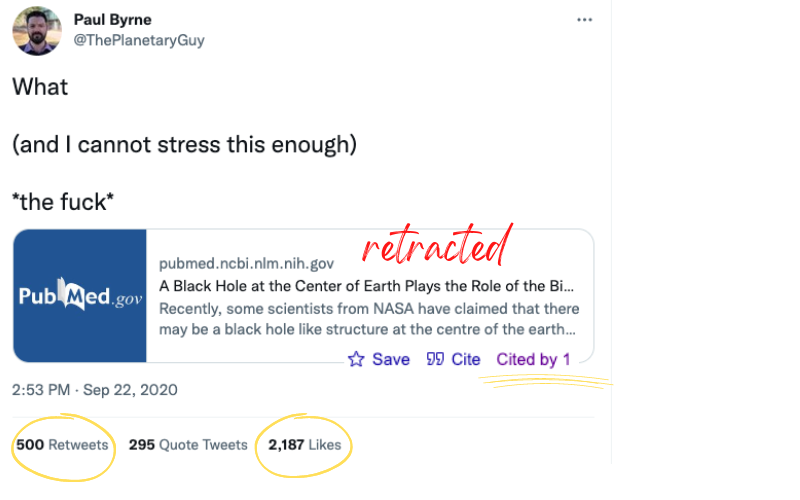 Paul Byrne
@ThePlanetaryGuy
What
(and I cannot stress this enough)
*the fuck*
retracted
PubMed.gov
pubmed.ncbi.nlm.nih.gov
A Black Hole at the Center of Earth Plays the Role of the Bi...
Recently, some scientists from NASA have claimed that there
may be a black hole like structure at the centre of the earth...
Save Cite Cited by 1
2:53 PM · Sep 22, 2020
500 Retweets 295 Quote Tweets 2,187 Likes